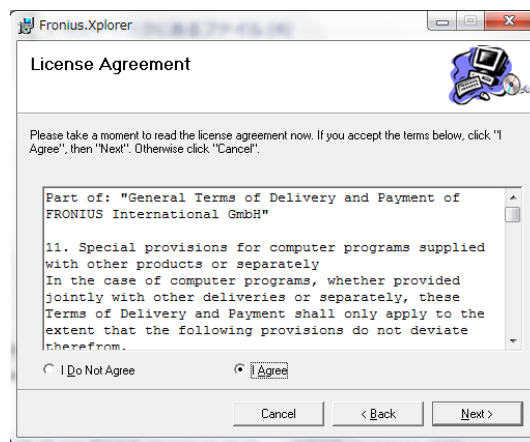 Fronius.Xplorer
License Agreement
Please take a moment to read the license agreement now. If you accept the terms below, click "I
Agree", then "Next". Otherwise click "Cancel".
Part of: "General Terms of Delivery and Payment of
FRONIUS International GmbH"
11. Special provisions for computer programs supplied
with other products or separately
In the case of computer programs, whether provided
jointly with other deliveries or separately, these
Terms of Delivery and Payment shall only apply to the
extent that the following provisions do not deviate
therefrom.
I Do Not Agree
I Agree
Cancel
< Back
Next >